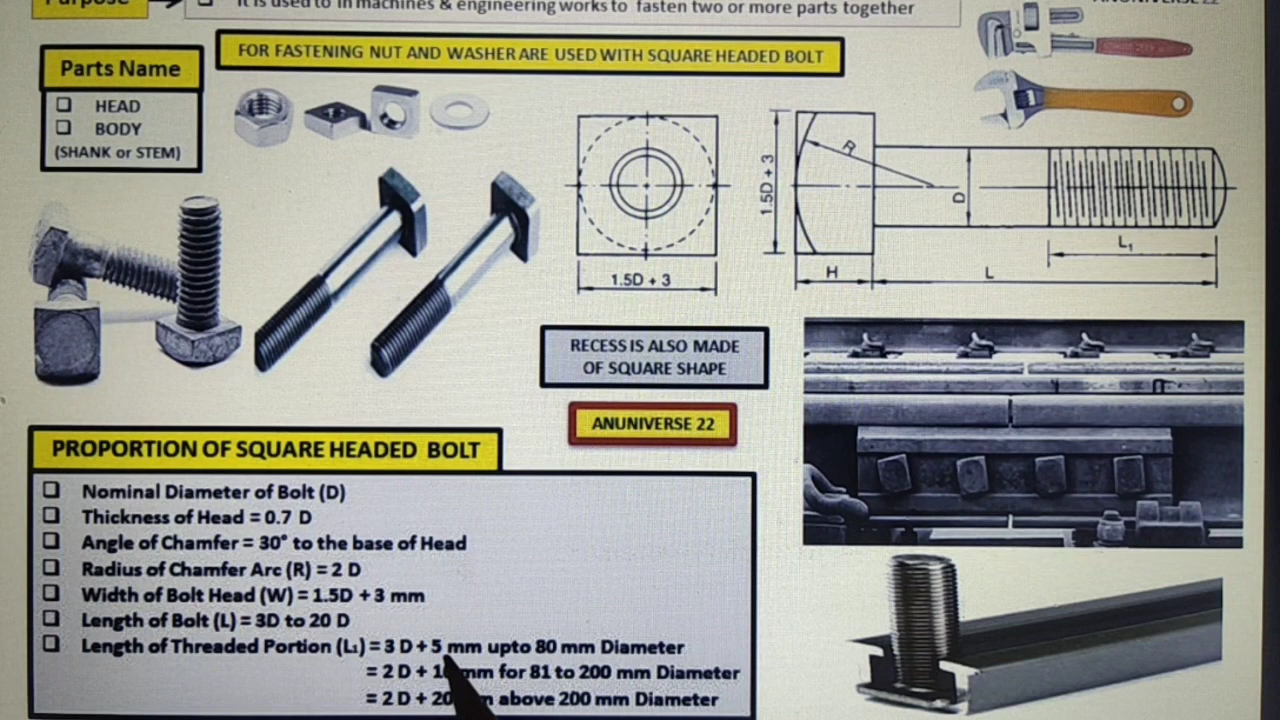 Purpose
It is used to in machines & engineering works to fasten two or more parts together
ANUNIVERSE 22
FOR FASTENING NUT AND WASHER ARE USED WITH SQUARE HEADED BOLT
Parts Name
HEAD
BODY
(SHANK or STEM)
1.5D + 3
1.5D + 3
R
D
L₁
H
L
RECESS IS ALSO MADE
OF SQUARE SHAPE
ANUNIVERSE 22
PROPORTION OF SQUARE HEADED BOLT
Nominal Diameter of Bolt (D)
Thickness of Head = 0.7 D
Angle of Chamfer = 30° to the base of Head
Radius of Chamfer Arc (R) = 2 D
Width of Bolt Head (W) = 1.5D + 3 mm
Length of Bolt (L) = 3D to 20 D
Length of Threaded Portion (L₁) = 3 D + 5 mm upto 80 mm Diameter
= 2 D + mm for 81 to 200 mm Diameter
= 2 D + 20 above 200 mm Diameter